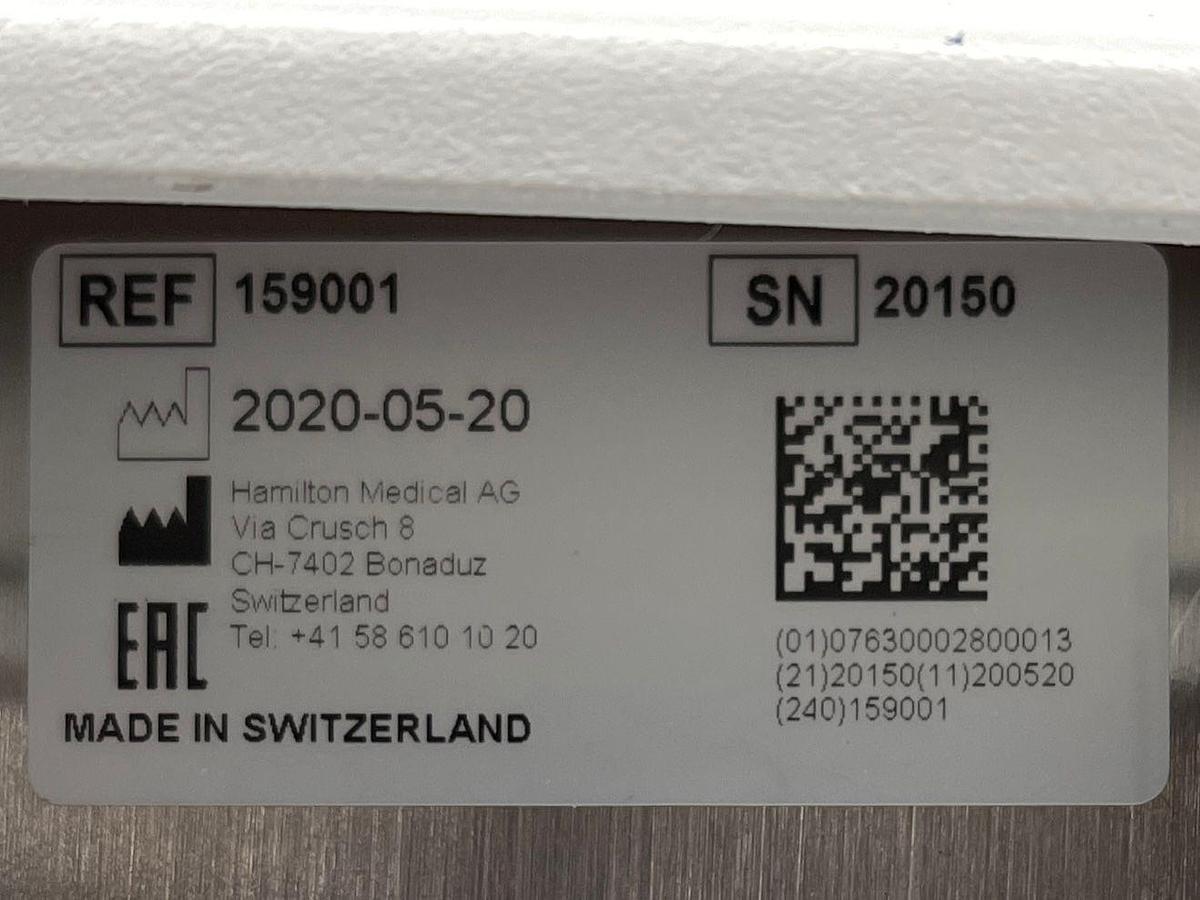 REF 159001
SN 20150
2020-05-20
Hamilton Medical AG
Via Crusch 8
CH-7402 Bonaduz
Switzerland
Tel: +41 58 610 10 20
EAC
MADE IN SWITZERLAND
(01)07630002800013
(21)20150(11)200520
(240)159001